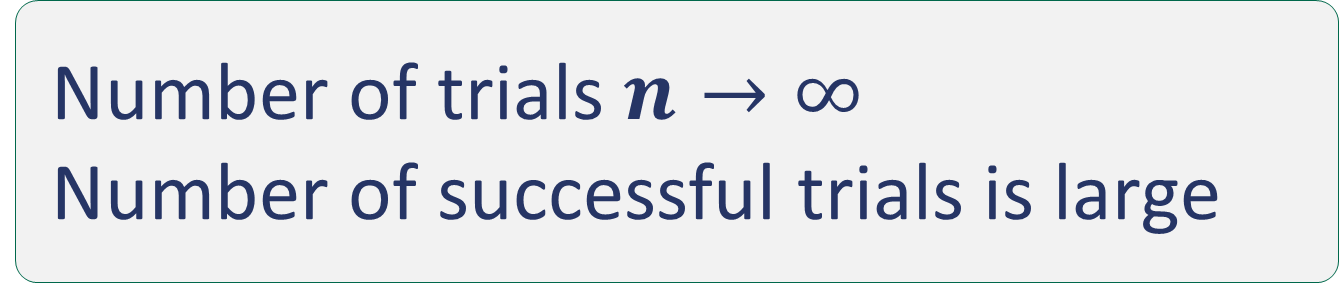 Number of trials n → ∞
Number of successful trials is large